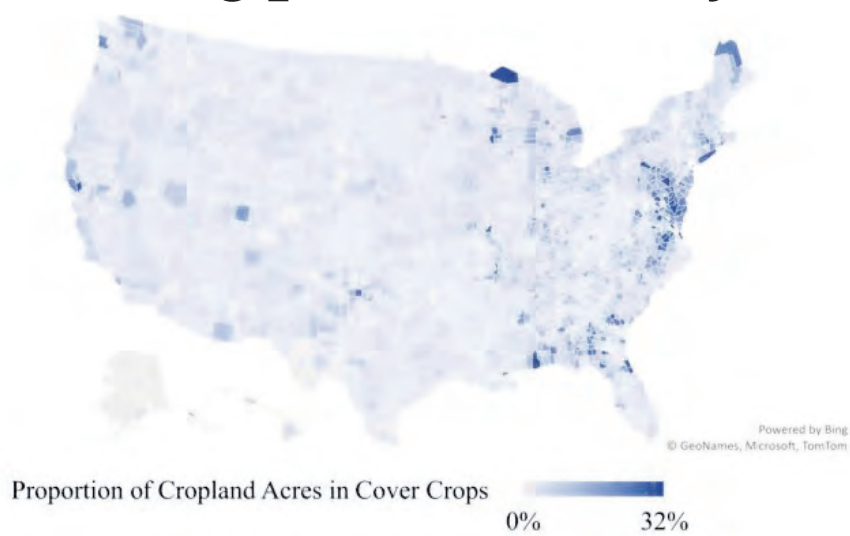 Powered by Bing
© GeoNames, Microsoft, TomTom
Proportion of Cropland Acres in Cover Crops
0%
32%